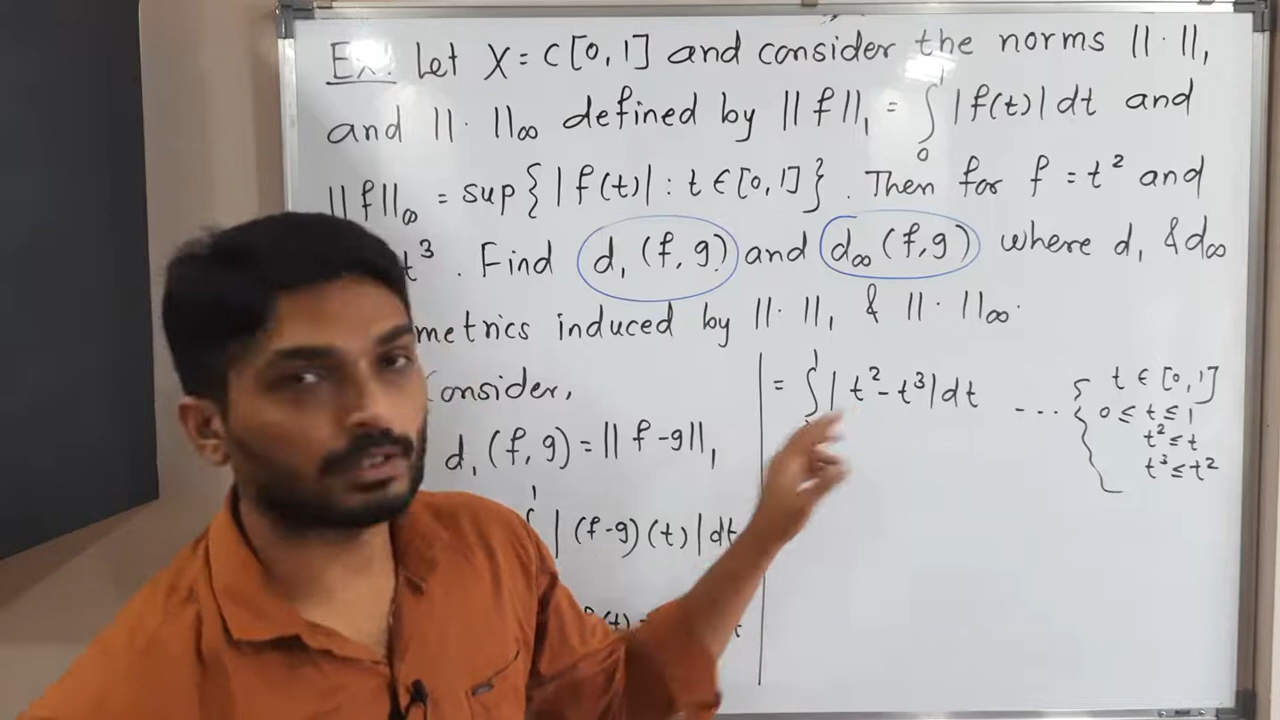 Ex: Let X = C[0,1] and consider the norms ||·||₁
and ||·||∞ defined by ||f||₁ = ∫₀¹ |f(t)| dt and
||f||∞ = sup{ |f(t)| : t ∈ [0,1] } . Then for f = t² and
t³ . Find d₁(f,g) and d∞(f,g) where d₁ & d∞
metrics induced by ||·||₁ & ||·||∞.
Consider,
d₁(f,g) = ||f-g||₁
| (f-g)(t) | dt
= ∫ | t² - t³ | dt ---
t ∈ [0,1]
0 ≤ t ≤ 1
t² ≤ t
t³ ≤ t²